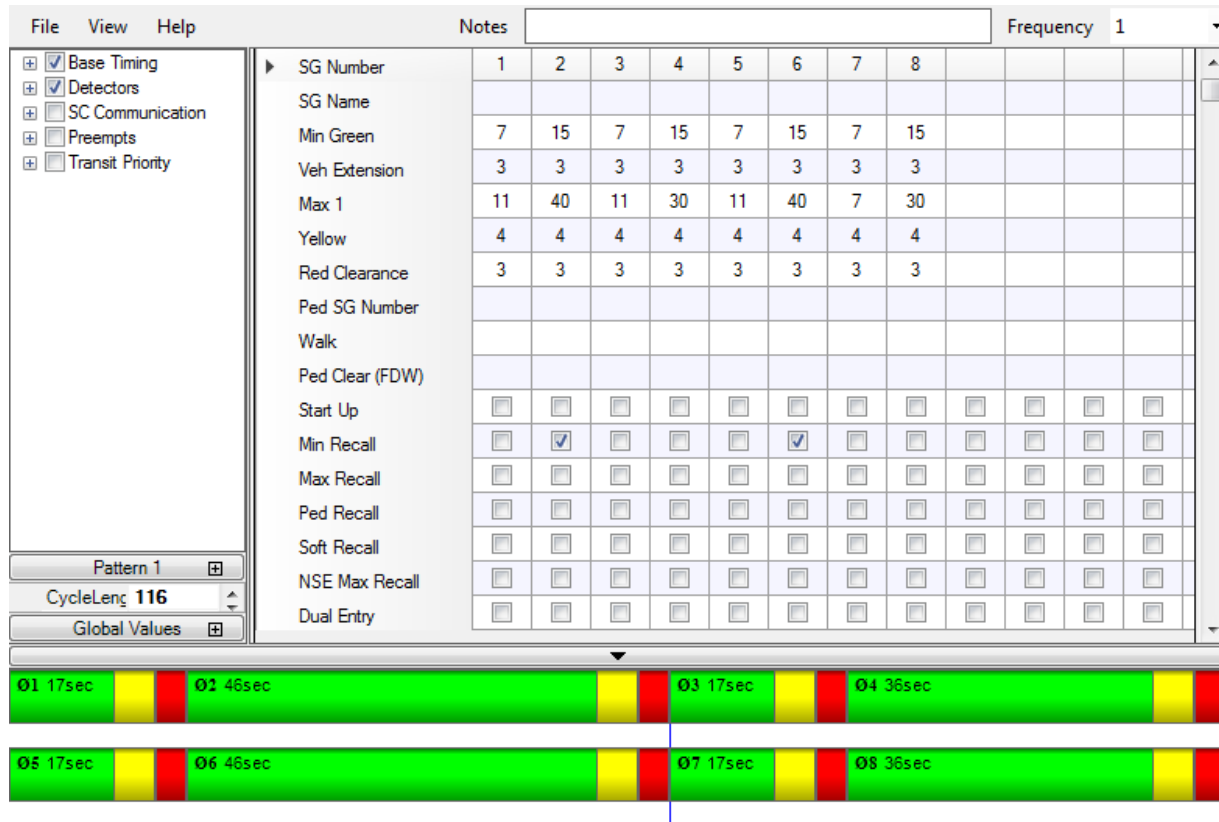 File View Help Notes Frequency 1
Base Timing
Detectors
SC Communication
Preempts
Transit Priority
Pattern 1
CycleLeng 116
Global Values
SG Number 1 2 3 4 5 6 7 8
SG Name
Min Green 7 15 7 15 7 15 7 15
Veh Extension 3 3 3 3 3 3 3 3
Max 1 11 40 11 30 11 40 7 30
Yellow 4 4 4 4 4 4 4 4
Red Clearance 3 3 3 3 3 3 3 3
Ped SG Number
Walk
Ped Clear (FDW)
Start Up
Min Recall
Max Recall
Ped Recall
Soft Recall
NSE Max Recall
Dual Entry
Ø1 17sec Ø2 46sec Ø3 17sec Ø4 36sec
Ø5 17sec Ø6 46sec Ø7 17sec Ø8 36sec